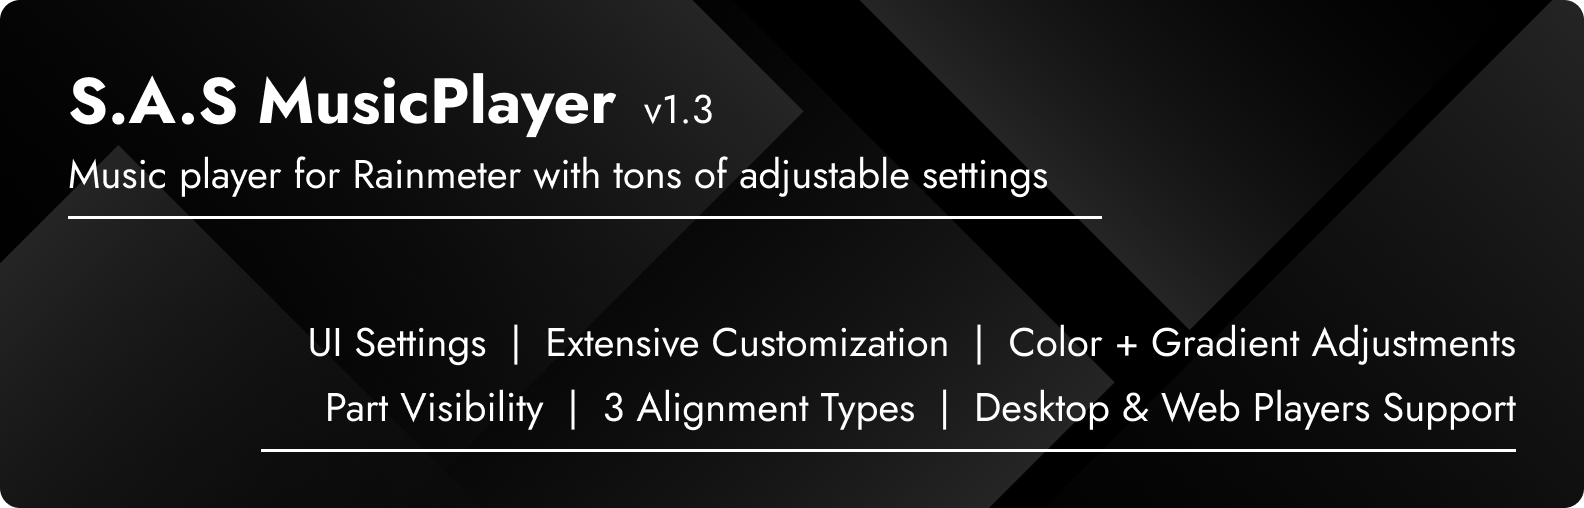 S.A.S MusicPlayer v1.3
Music player for Rainmeter with tons of adjustable settings
UI Settings | Extensive Customization | Color + Gradient Adjustments
Part Visibility | 3 Alignment Types | Desktop & Web Players Support